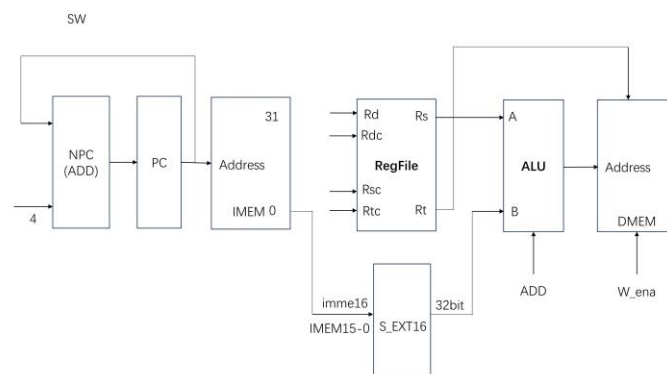 SW
NPC
(ADD)
4
PC
31
Address
IMEM 0
Rd
Rdc
Rsc
Rtc
RegFile
Rs
Rt
imme16
IMEM15-0
S_EXT16
32bit
A
ALU
B
ADD
Address
DMEM
W_ena